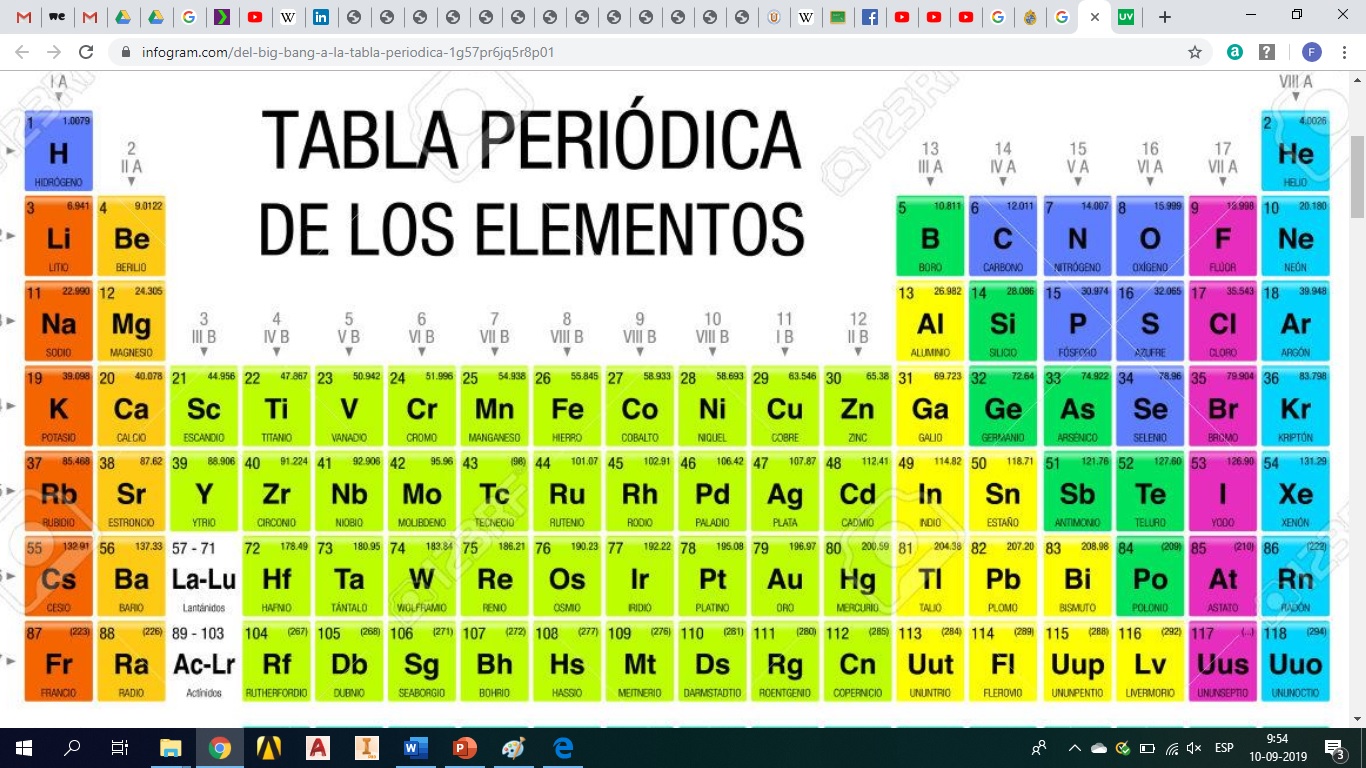 infogram.com/del-big-bang-a-la-tabla-periodica-1g57pr6jq5r8p01
I A
VIII A
TABLA PERIÓDICA
DE LOS ELEMENTOS
1 1.0079
H
HIDRÓGENO
2
II A
13
III A
14
IV A
15
V A
16
VI A
17
VII A
2 4.0026
He
HELIO
3 6.941 4 9.0122 5 10.811 6 12.011 7 14.007 8 15.999 9 10 20.180
Li Be B C N O F Ne
LITIO BERILIO BORO CARBONO NITRÓGENO OXÍGENO FLÚOR NEÓN
11 22.990 12 24.305 13 26.982 14 28.086 15 30.974 16 32.065 17 35.543 18 39.948
Na Mg Al Si P S Cl Ar
SODIO MAGNESIO ALUMINIO SILICIO FÓSFORO AZUFRE CLORO ARGÓN
3 4 5 6 7 8 9 10 11 12
III B IV B V B VI B VII B VIII B VIII B VIII B I B II B
19 39.098 20 40.078 21 44.956 22 47.867 23 50.942 24 51.996 25 54.938 26 55.845 27 58.933 28 58.693 29 63.546 30 65.38 31 69.723 32 72.64 33 74.922 34 78.96 35 79.904 36 83.798
K Ca Sc Ti V Cr Mn Fe Co Ni Cu Zn Ga Ge As Se Br Kr
POTASIO CALCIO ESCANDIO TITANIO VANADIO CROMO MANGANESO HIERRO COBALTO NIQUEL COBRE ZINC GALIO GERMANIO ARSÉNICO SELENIO BROMO KRIPTÓN
37 85.468 38 87.62 39 88.906 40 91.224 41 92.906 42 95.96 43 (98) 44 101.07 45 102.91 46 106.42 47 107.87 48 112.41 49 114.82 50 118.71 51 121.76 52 127.60 53 126.90 54 131.29
Rb Sr Y Zr Nb Mo Tc Ru Rh Pd Ag Cd In Sn Sb Te I Xe
RUBIDIO ESTRONCIO YTRIO CIRCONIO NIOBIO MOLIBDENO TECNECIO RUTENIO RODIO PALADIO PLATA CADMIO INDIO ESTAÑO ANTIMONIO TELURO YODO XENÓN
55 132.91 56 137.33 57 - 71 72 178.49 73 180.95 74 183.84 75 186.21 76 190.23 77 192.22 78 195.08 79 196.97 80 200.59 81 204.38 82 207.20 83 208.98 84 (209) 85 (210) 86 (222)
Cs Ba La-Lu Hf Ta W Re Os Ir Pt Au Hg Tl Pb Bi Po At Rn
CESIO BARIO Lantánidos HAFNIO TÁNTALO WOLFRAMIO RENIO OSMIO IRIDIO PLATINO ORO MERCURIO TALIO PLOMO BISMUTO POLONIO ASTATO RADÓN
87 (223) 88 (226) 89 - 103 104 (267) 105 (268) 106 (271) 107 (272) 108 (277) 109 (276) 110 (281) 111 (280) 112 (285) 113 (284) 114 (289) 115 (288) 116 (292) 117 (...) 118 (294)
Fr Ra Ac-Lr Rf Db Sg Bh Hs Mt Ds Rg Cn Uut Fl Uup Lv Uus Uuo
FRANCIO RADIO Actínidos RUTHERFORDIO DUBNIO SEABORGIO BOHRIO HASSIO MEITNERIO DARMSTADTIO ROENTGENIO COPERNICIO UNUNTRIO FLEROVIO UNUNPENTIO LIVERMORIO UNUNSEPTIO UNUNOCTIO
123RF
ESP
9:54
10-09-2019
3